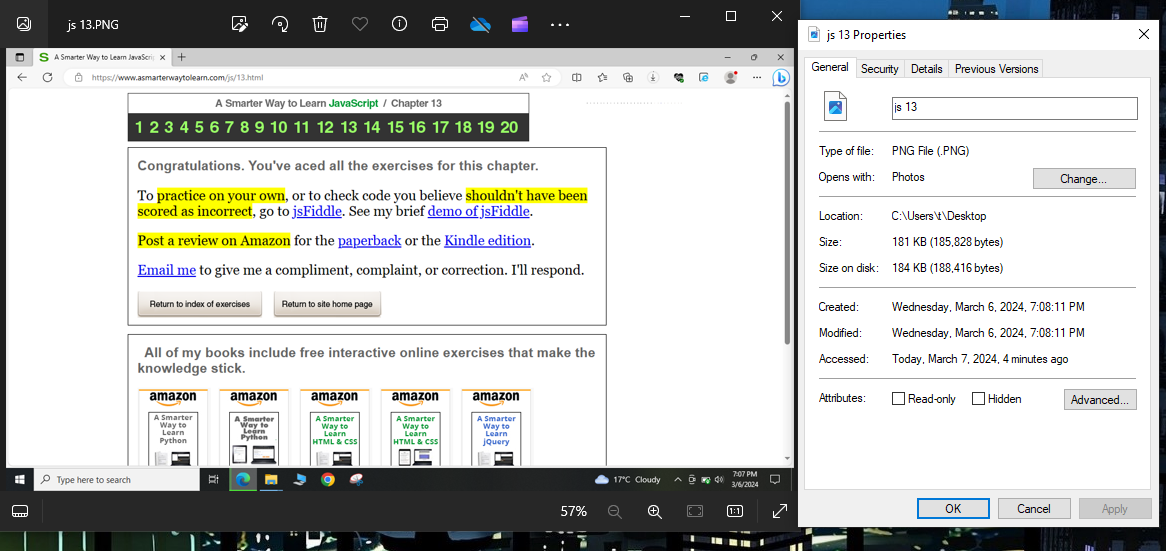 js 13.PNG
A Smarter Way to Learn JavaScrip
https://www.asmarterwaytolearn.com/js/13.html
A Smarter Way to Learn JavaScript / Chapter 13
1 2 3 4 5 6 7 8 9 10 11 12 13 14 15 16 17 18 19 20
Congratulations. You've aced all the exercises for this chapter.
To practice on your own, or to check code you believe shouldn't have been
scored as incorrect, go to jsFiddle. See my brief demo of jsFiddle.
Post a review on Amazon for the paperback or the Kindle edition.
Email me to give me a compliment, complaint, or correction. I'll respond.
Return to index of exercises
Return to site home page
All of my books include free interactive online exercises that make the
knowledge stick.
amazon
A Smarter
Way to
Learn
Python
amazon
A Smarter
Way to
Learn
Python
amazon
A Smarter
Way to
Learn
HTML & CSS
amazon
A Smarter
Way to
Learn
HTML & CSS
amazon
A Smarter
Way to
Learn
jQuery
Type here to search
17°C Cloudy
7:07 PM
3/6/2024
57%
1:1
js 13 Properties
General Security Details Previous Versions
js 13
Type of file: PNG File (.PNG)
Opens with: Photos
Change...
Location: C:\Users\t\Desktop
Size: 181 KB (185,828 bytes)
Size on disk: 184 KB (188,416 bytes)
Created: Wednesday, March 6, 2024, 7:08:11 PM
Modified: Wednesday, March 6, 2024, 7:08:11 PM
Accessed: Today, March 7, 2024, 4 minutes ago
Attributes: Read-only Hidden Advanced...
OK Cancel Apply